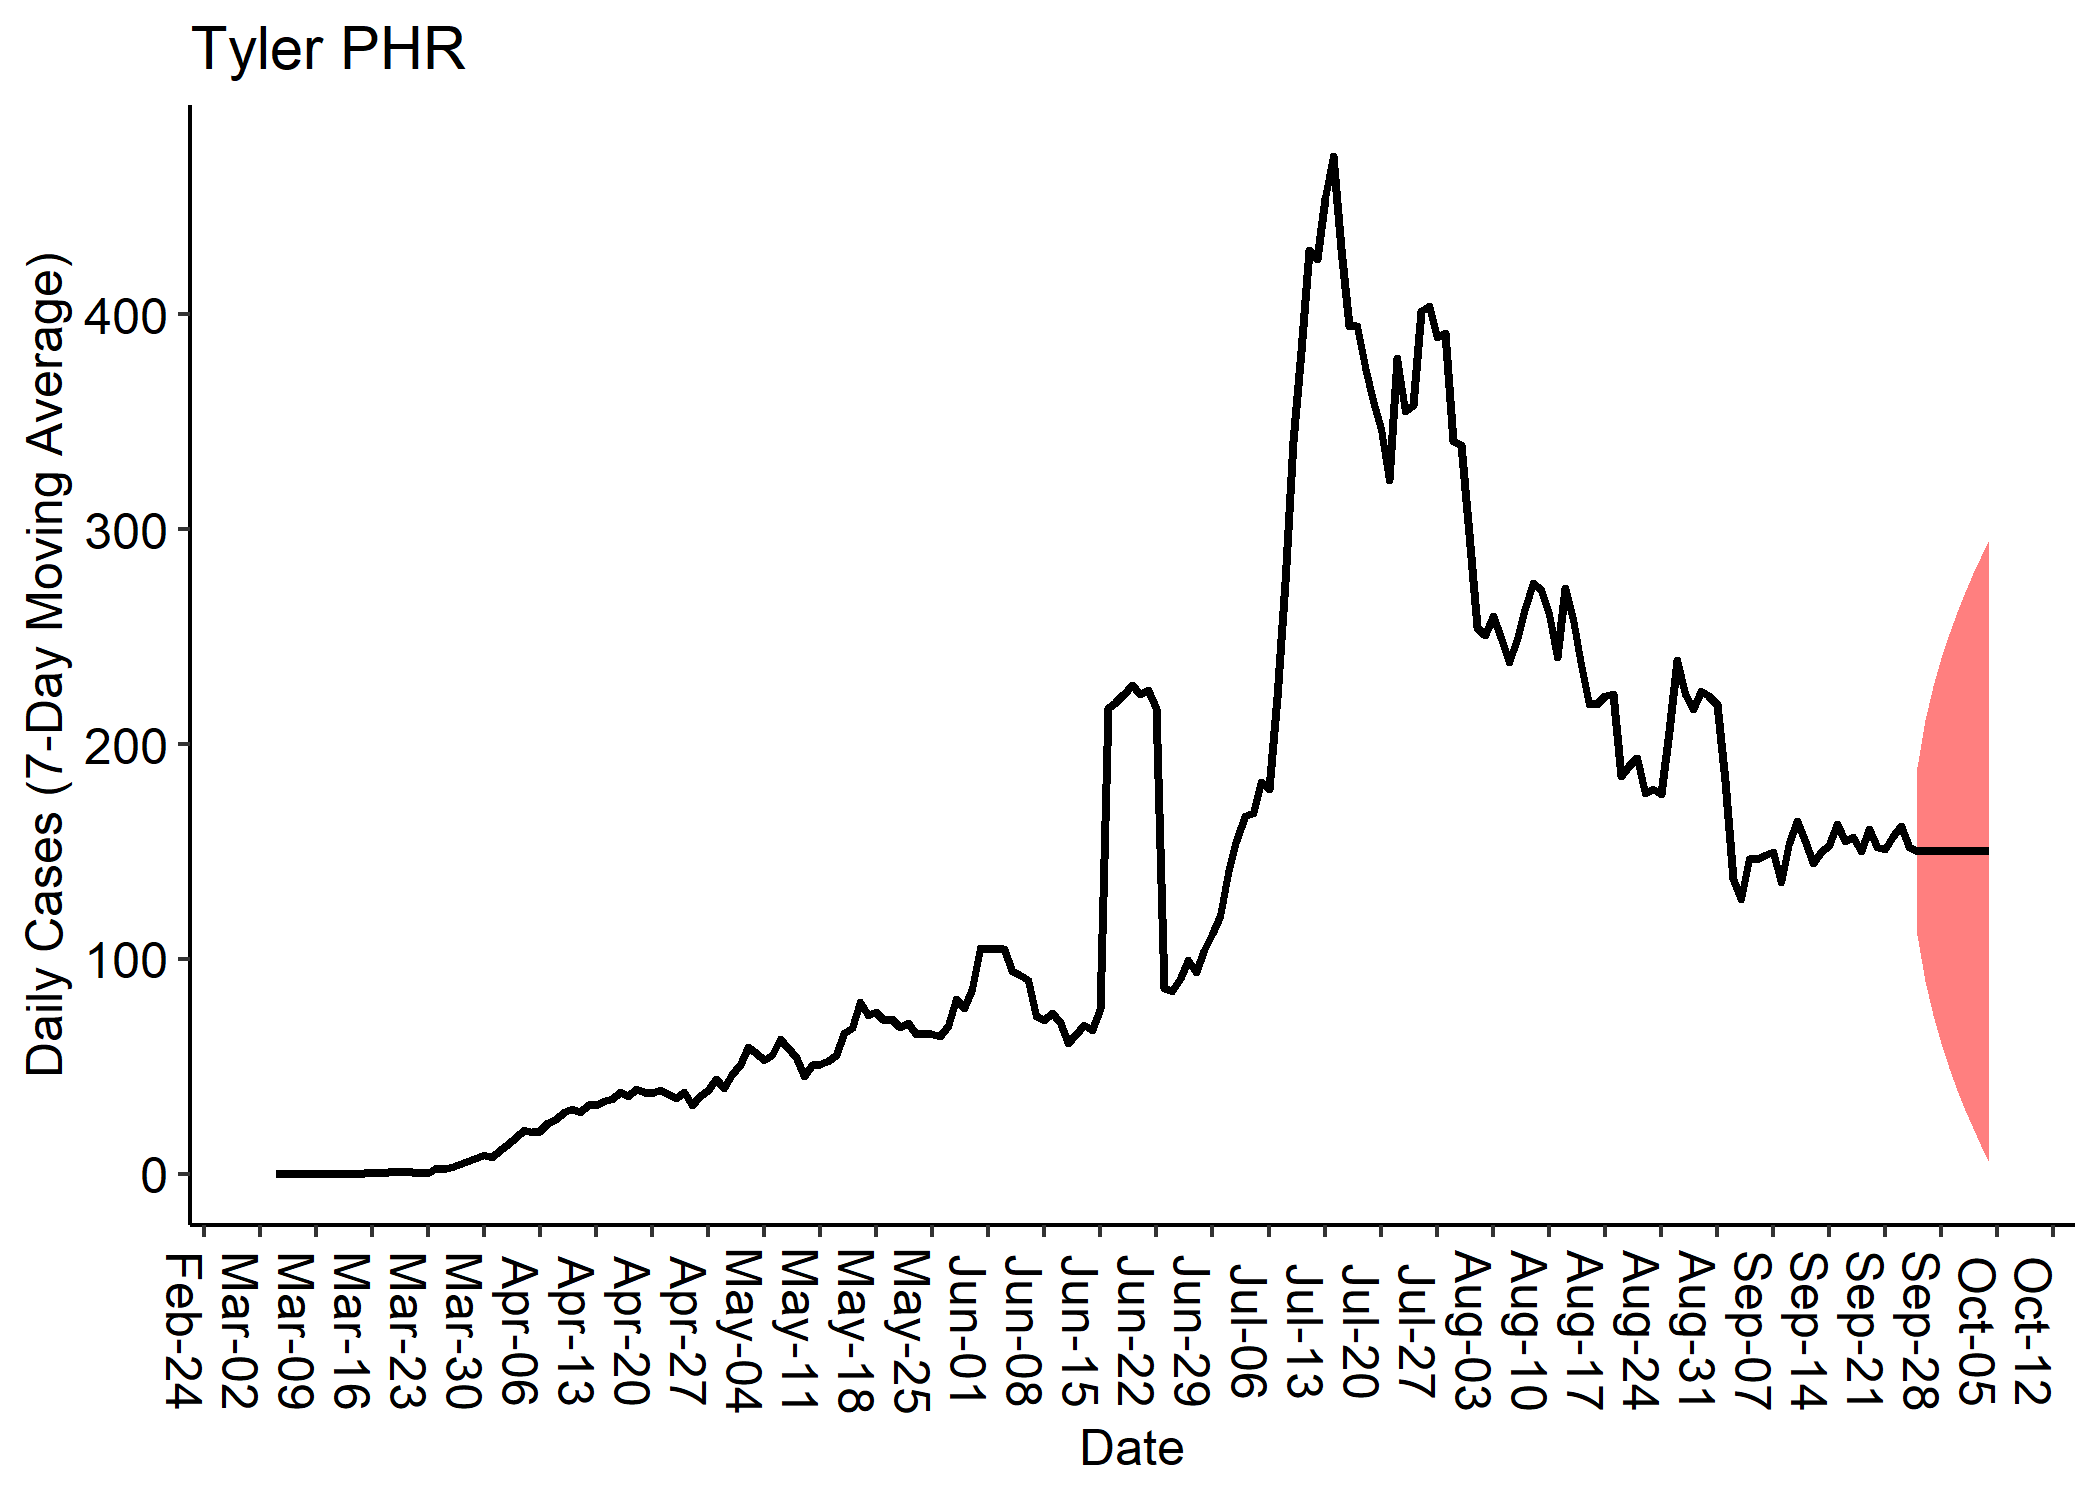 Tyler PHR
Daily Cases (7-Day Moving Average)
400
300
200
100
0
Feb-24
Mar-02
Mar-09
Mar-16
Mar-23
Mar-30
Apr-06
Apr-13
Apr-20
Apr-27
May-04
May-11
May-18
May-25
Jun-01
Jun-08
Jun-15
Jun-22
Jun-29
Jul-06
Jul-13
Jul-20
Jul-27
Aug-03
Aug-10
Aug-17
Aug-24
Aug-31
Sep-07
Sep-14
Sep-21
Sep-28
Oct-05
Oct-12
Date